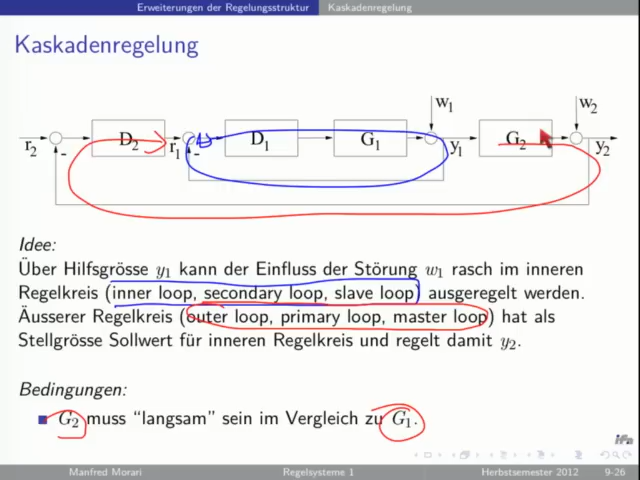 Erweiterungen der Regelungsstruktur Kaskadenregelung
Kaskadenregelung
w1 w2
r2 - D2 r1 - D1 G1 y1 G2 y2
Idee:
Über Hilfsgrösse y1 kann der Einfluss der Störung w1 rasch im inneren
Regelkreis (inner loop, secondary loop, slave loop) ausgeregelt werden.
Äusserer Regelkreis (outer loop, primary loop, master loop) hat als
Stellgrösse Sollwert für inneren Regelkreis und regelt damit y2.
Bedingungen:
G2 muss “langsam” sein im Vergleich zu G1.
ifa
Manfred Morari Regelsysteme 1 Herbstsemester 2012 9-26